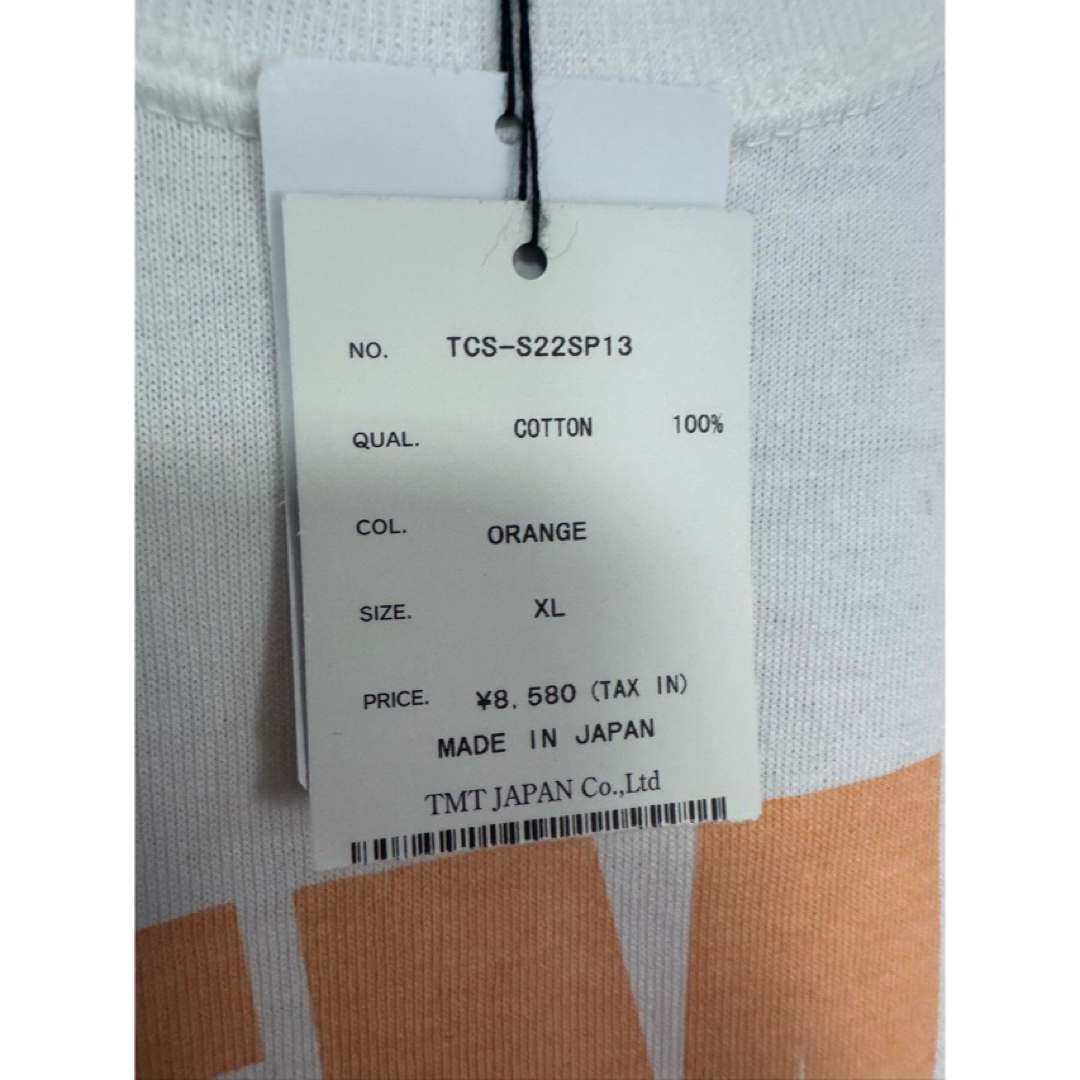 NO. TCS-S22SP13
QUAL. COTTON 100%
COL. ORANGE
SIZE. XL
PRICE. ¥8,580 (TAX IN)
MADE IN JAPAN
TMT JAPAN Co.,Ltd